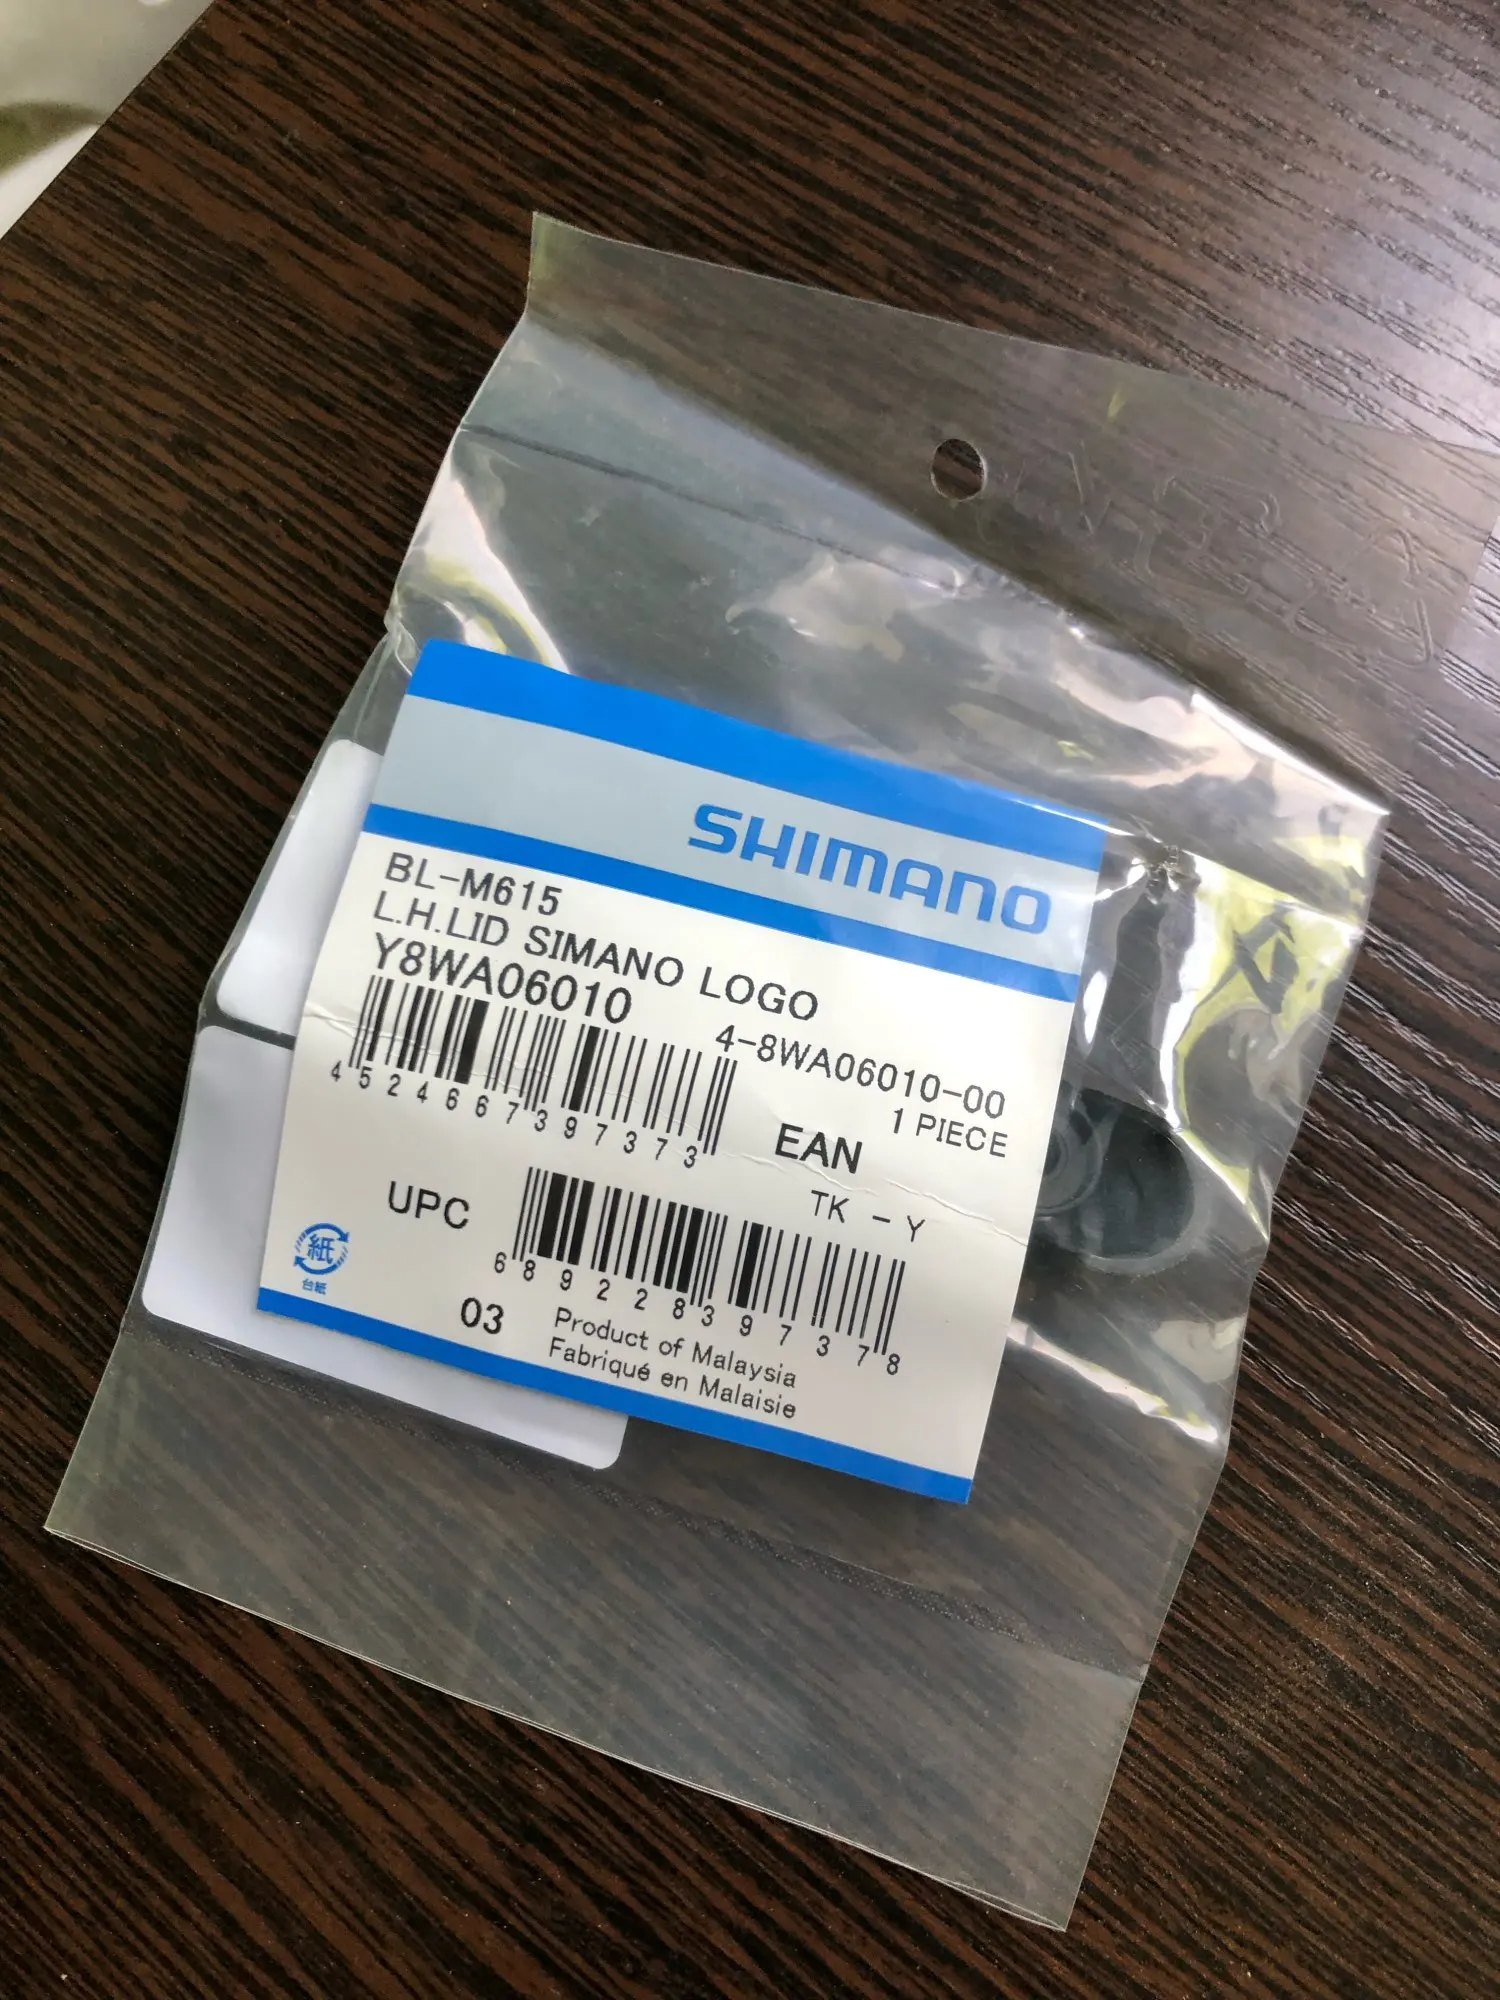 SHIMANO
BL-M615
L.H.LID SIMANO LOGO
Y8WA06010
4-8WA06010-00
1 PIECE
4524667397373
EAN
TK - Y
UPC
689228397378
紙
台紙
03
Product of Malaysia
Fabriqué en Malaisie